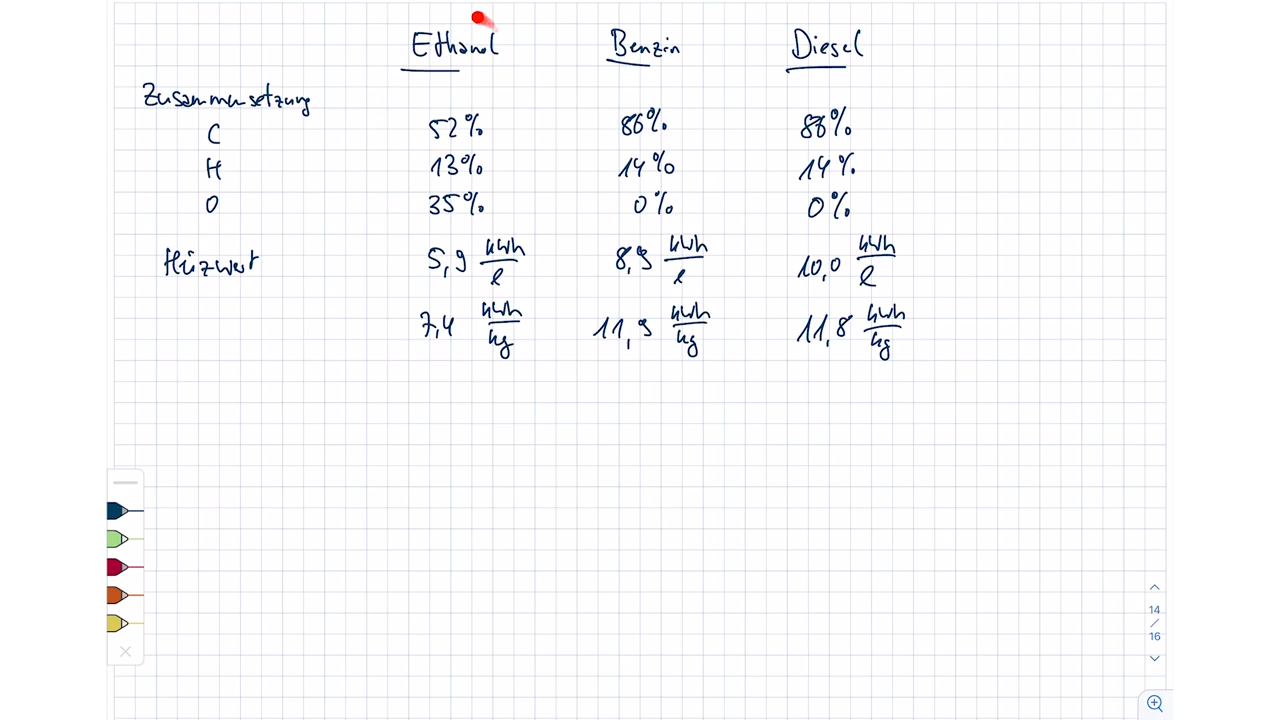 Ethanol Benzin Diesel
Zusammensetzung
C 52% 86% 86%
H 13% 14% 14%
O 35% 0% 0%
Heizwert 5,9 kWh/l 8,9 kWh/l 10,0 kWh/l
7,4 kWh/kg 11,9 kWh/kg 11,8 kWh/kg
14
/
16